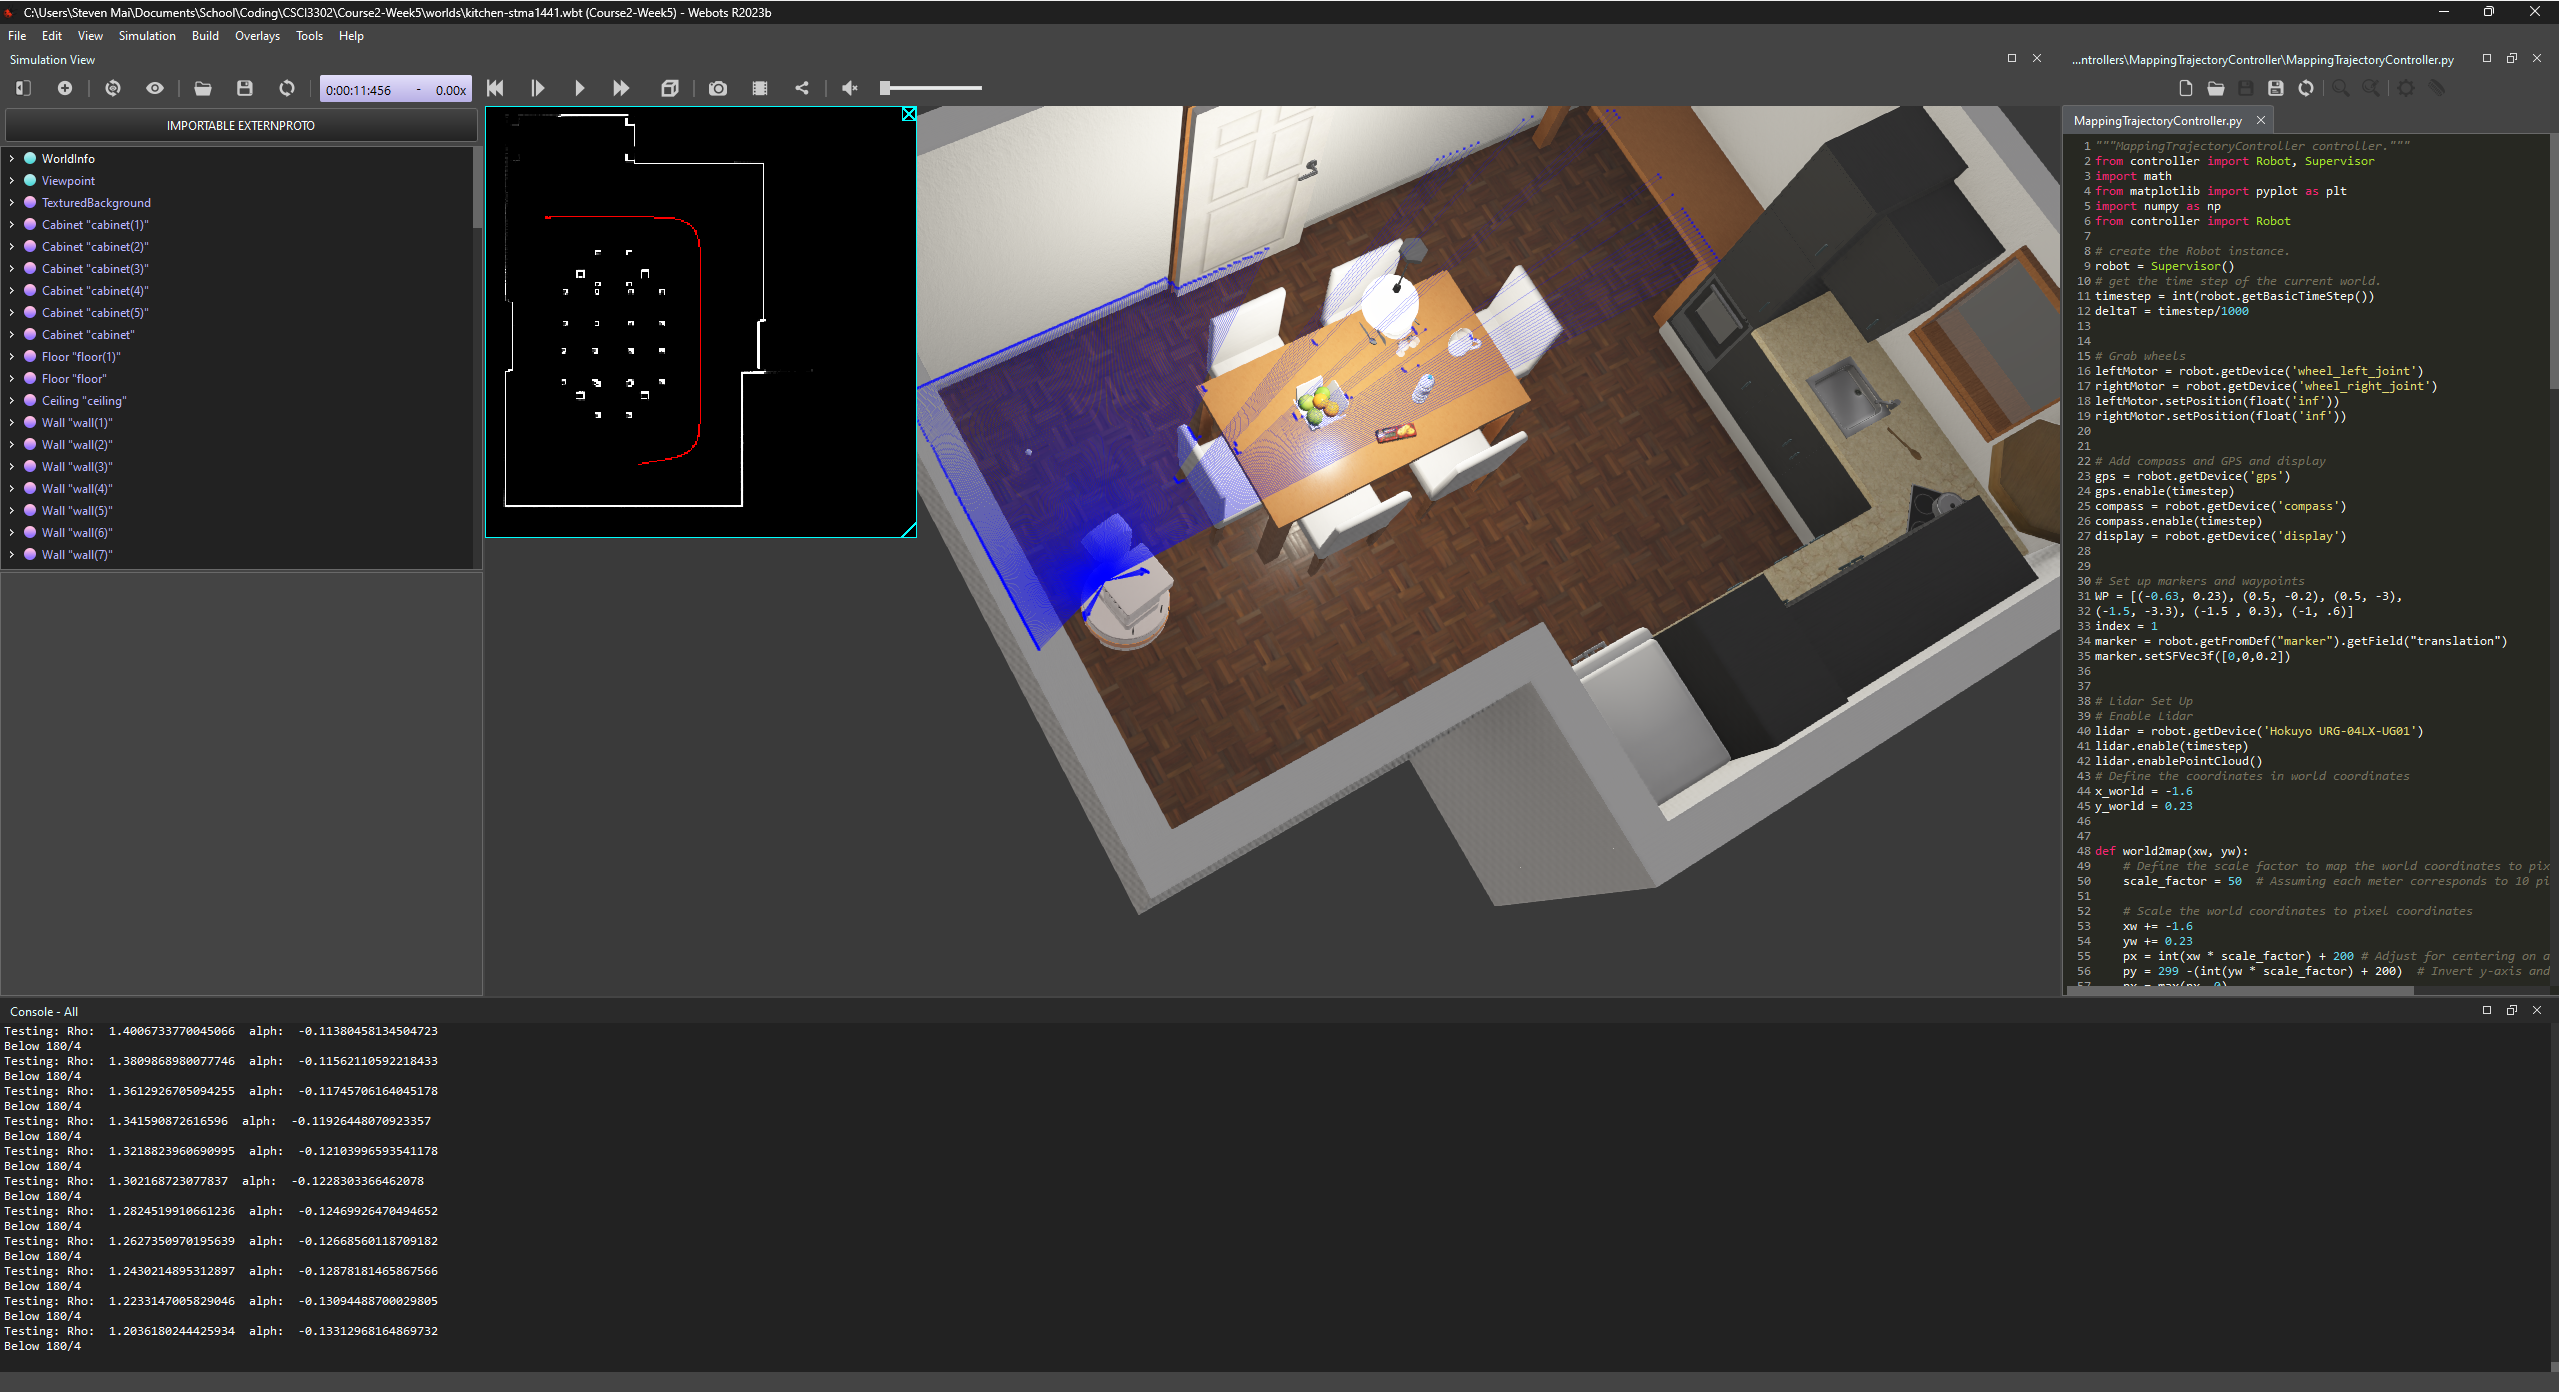 C:\Users\Steven Mai\Documents\School\Coding\CSCI3302\Course2-Week5\worlds\kitchen-stma1441.wbt (Course2-Week5) - Webots R2023b
File Edit View Simulation Build Overlays Tools Help
Simulation View
0:00:11:456 - 0.00x
IMPORTABLE EXTERNPROTO
WorldInfo
Viewpoint
TexturedBackground
Cabinet "cabinet(1)"
Cabinet "cabinet(2)"
Cabinet "cabinet(3)"
Cabinet "cabinet(4)"
Cabinet "cabinet(5)"
Cabinet "cabinet"
Floor "floor(1)"
Floor "floor"
Ceiling "ceiling"
Wall "wall(1)"
Wall "wall(2)"
Wall "wall(3)"
Wall "wall(4)"
Wall "wall(5)"
Wall "wall(6)"
Wall "wall(7)"
...ntrollers\MappingTrajectoryController\MappingTrajectoryController.py
MappingTrajectoryController.py
1 """MappingTrajectoryController controller."""
2 from controller import Robot, Supervisor
3 import math
4 from matplotlib import pyplot as plt
5 import numpy as np
6 from controller import Robot
7
8 # create the Robot instance.
9 robot = Supervisor()
10 # get the time step of the current world.
11 timestep = int(robot.getBasicTimeStep())
12 deltaT = timestep/1000
13
14
15 # Grab wheels
16 leftMotor = robot.getDevice('wheel_left_joint')
17 rightMotor = robot.getDevice('wheel_right_joint')
18 leftMotor.setPosition(float('inf'))
19 rightMotor.setPosition(float('inf'))
20
21
22 # Add compass and GPS and display
23 gps = robot.getDevice('gps')
24 gps.enable(timestep)
25 compass = robot.getDevice('compass')
26 compass.enable(timestep)
27 display = robot.getDevice('display')
28
29
30 # Set up markers and waypoints
31 WP = [(-0.63, 0.23), (0.5, -0.2), (0.5, -3),
32 (-1.5, -3.3), (-1.5 , 0.3), (-1, .6)]
33 index = 1
34 marker = robot.getFromDef("marker").getField("translation")
35 marker.setSFVec3f([0,0,0.2])
36
37
38 # Lidar Set Up
39 # Enable Lidar
40 lidar = robot.getDevice('Hokuyo URG-04LX-UG01')
41 lidar.enable(timestep)
42 lidar.enablePointCloud()
43 # Define the coordinates in world coordinates
44 x_world = -1.6
45 y_world = 0.23
46
47
48 def world2map(xw, yw):
49 # Define the scale factor to map the world coordinates to pix
50 scale_factor = 50 # Assuming each meter corresponds to 10 pi
51
52 # Scale the world coordinates to pixel coordinates
53 xw += -1.6
54 yw += 0.23
55 px = int(xw * scale_factor) + 200 # Adjust for centering on a
56 py = 299 -(int(yw * scale_factor) + 200) # Invert y-axis and
57 px = max(px, 0)
Console - All
Testing: Rho: 1.4006733770045066 alph: -0.11380458134504723
Below 180/4
Testing: Rho: 1.3809868980077746 alph: -0.11562110592218433
Below 180/4
Testing: Rho: 1.3612926705094255 alph: -0.11745706164045178
Below 180/4
Testing: Rho: 1.341590872616596 alph: -0.11926448070923357
Below 180/4
Testing: Rho: 1.3218823960690995 alph: -0.12103996593541178
Below 180/4
Testing: Rho: 1.302168723077837 alph: -0.1228303366462078
Below 180/4
Testing: Rho: 1.2824519910661236 alph: -0.12469926470494652
Below 180/4
Testing: Rho: 1.2627350970195639 alph: -0.12668560118709182
Below 180/4
Testing: Rho: 1.2430214895312897 alph: -0.12878181465867566
Below 180/4
Testing: Rho: 1.2233147005829046 alph: -0.13094488700029805
Below 180/4
Testing: Rho: 1.2036180244425934 alph: -0.13312968164869732
Below 180/4